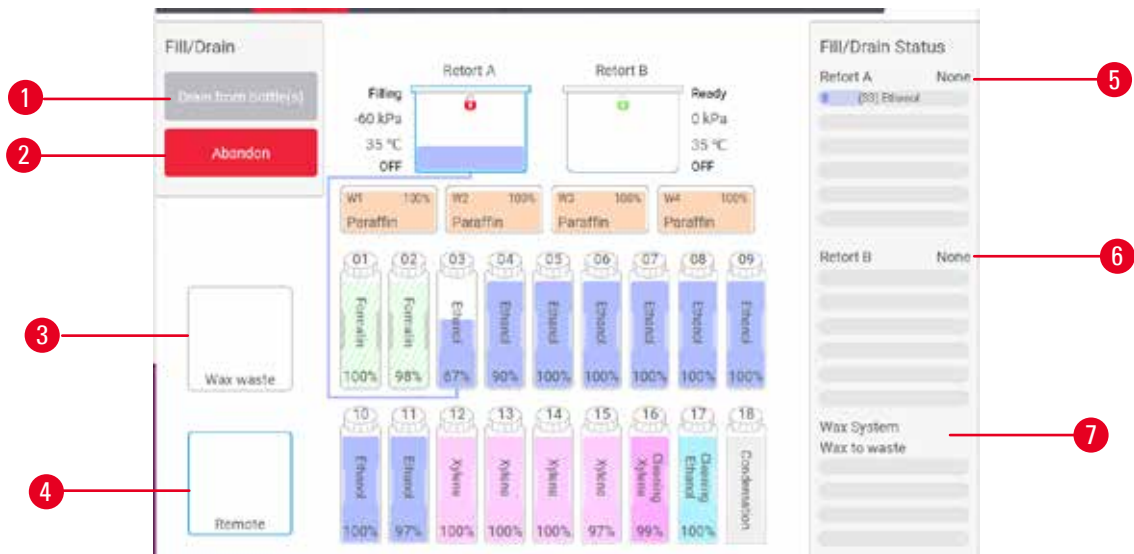 Fill/Drain
Drain from bottle(s)
Abandon
Wax waste
Remote
Retort A
Retort B
Filling
-60 kPa
35 °C
OFF
Ready
0 kPa
35 °C
OFF
W1 100%
Paraffin
W2 100%
Paraffin
W3 100%
Paraffin
W4 100%
Paraffin
01 02 03 04 05 06 07 08 09
Formalin Formalin Ethanol Ethanol Ethanol Ethanol Ethanol Ethanol Ethanol
100% 98% 67% 90% 100% 100% 100% 100% 100%
10 11 12 13 14 15 16 17 18
Ethanol Ethanol Xylene Xylene Xylene Xylene Cleaning Xylene Cleaning Ethanol Condensation
100% 97% 100% 100% 100% 97% 99% 100%
Fill/Drain Status
Retort A None
(S3) Ethanol
Retort B None
Wax System
Wax to waste
1
2
3
4
5
6
7